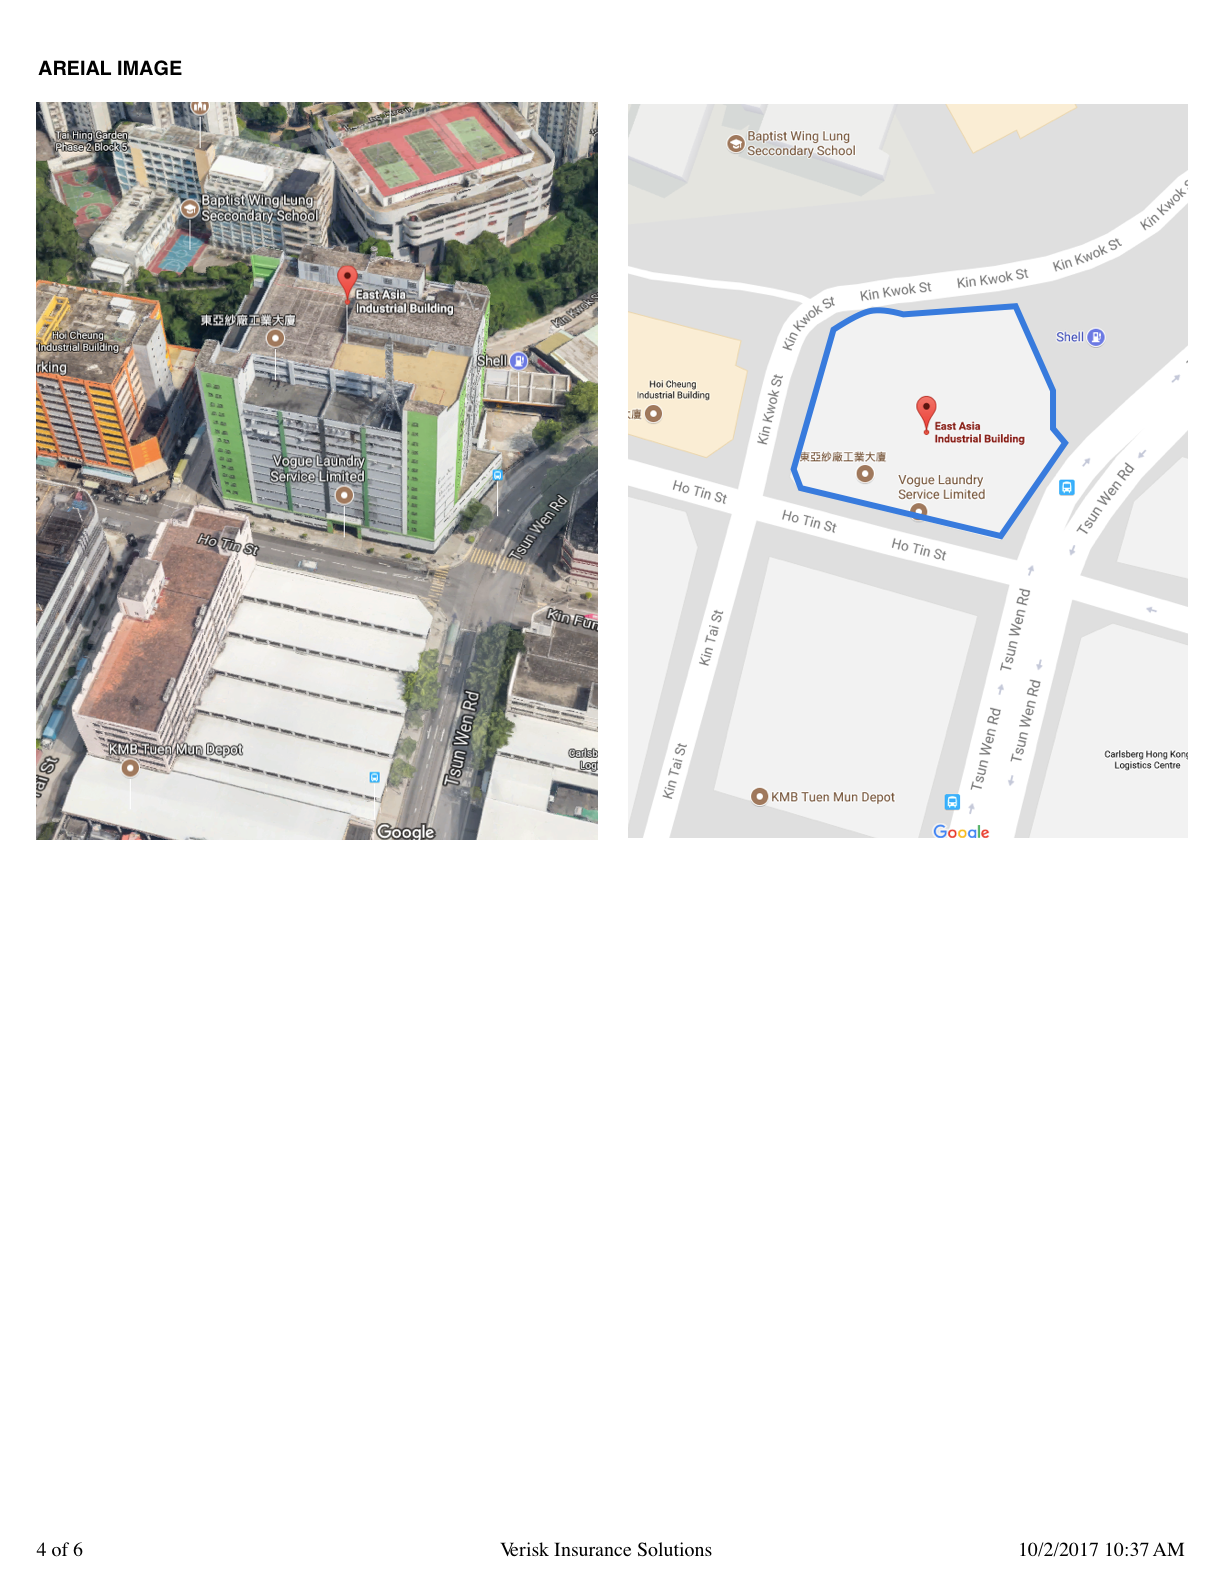 AREIAL IMAGE
Tai Hing Garden
Phase 2 Block 5
Baptist Wing Lung
Seccondary School
East Asia
Industrial Building
東亞紗廠工業大廈
Hoi Cheung
Industrial Building
rking
Shell
Kin Kwok S
Vogue Laundry
Service Limited
Tsun Wen Rd
Ho Tin St
Kin Fun
Tsun Wen Rd
KMB Tuen Mun Depot
Carlsb
Logi
ai St
Google
Baptist Wing Lung
Seccondary School
Kin Kwok S
Kin Kwok St
Kin Kwok St
Kin Kwok St
Kin Kwok St
Shell
Hoi Cheung
Industrial Building
大廈
Kin Kwok St
East Asia
Industrial Building
東亞紗廠工業大廈
Vogue Laundry
Service Limited
Ho Tin St
Ho Tin St
Ho Tin St
Tsun Wen Rd
Kin Tai St
Tsun Wen Rd
Tsun Wen Rd
Tsun Wen Rd
Kin Tai St
Carlsberg Hong Kong
Logistics Centre
KMB Tuen Mun Depot
Google
4 of 6
Verisk Insurance Solutions
10/2/2017 10:37 AM